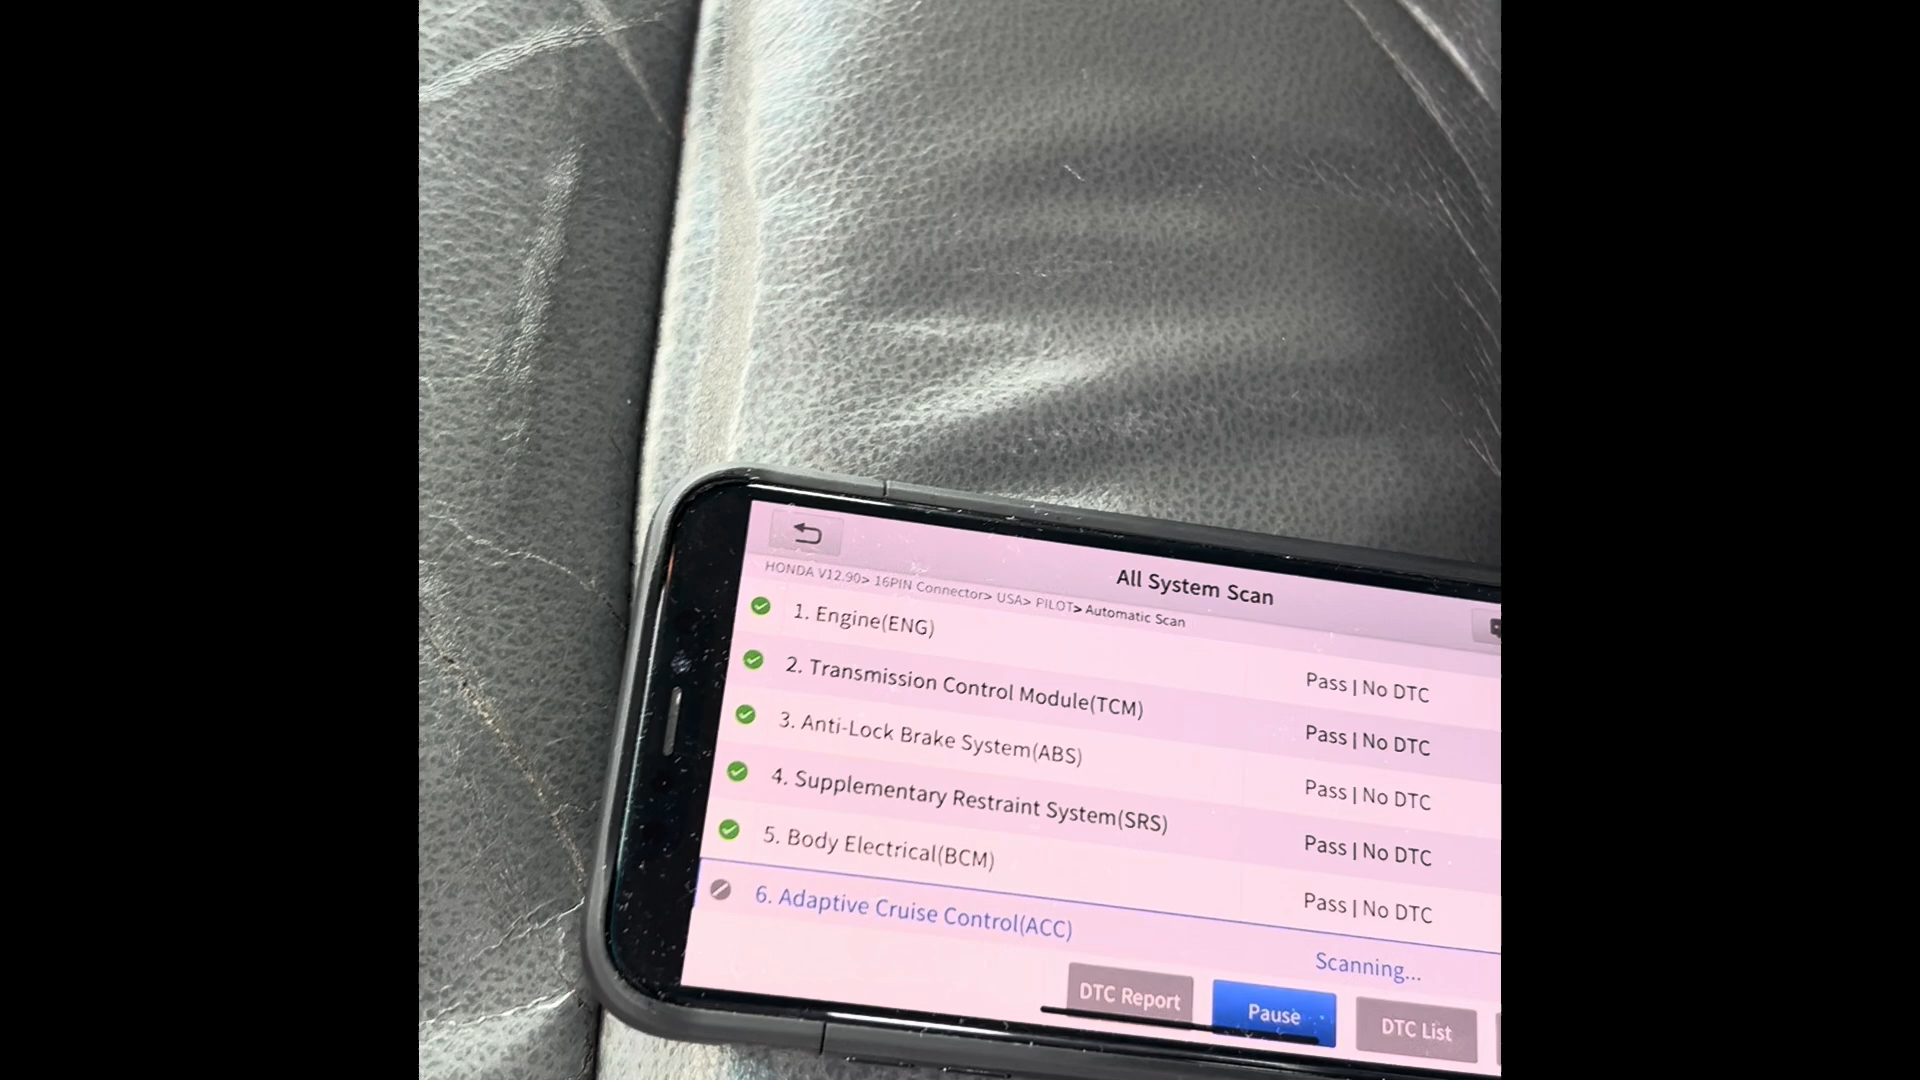 All System Scan
HONDA V12.90> 16PIN Connector> USA> PILOT> Automatic Scan
1. Engine(ENG) Pass | No DTC
2. Transmission Control Module(TCM) Pass | No DTC
3. Anti-Lock Brake System(ABS) Pass | No DTC
4. Supplementary Restraint System(SRS) Pass | No DTC
5. Body Electrical(BCM) Pass | No DTC
6. Adaptive Cruise Control(ACC) Scanning...
DTC Report Pause DTC List